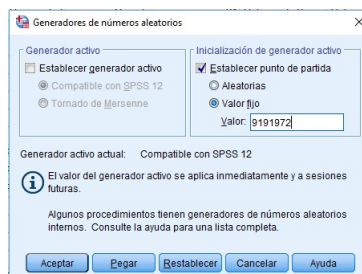 Generadores de números aleatorios
Generador activo
Establecer generador activo
Compatible con SPSS 12
Tornado de Mersenne
Inicialización de generador activo
Establecer punto de partida
Aleatorias
Valor fijo
Valor: 9191972
Generador activo actual: Compatible con SPSS 12
El valor del generador activo se aplica inmediatamente y a sesiones
futuras.
Algunos procedimientos tienen generadores de números aleatorios
internos. Consulte la ayuda para una lista completa.
Aceptar Pegar Restablecer Cancelar Ayuda